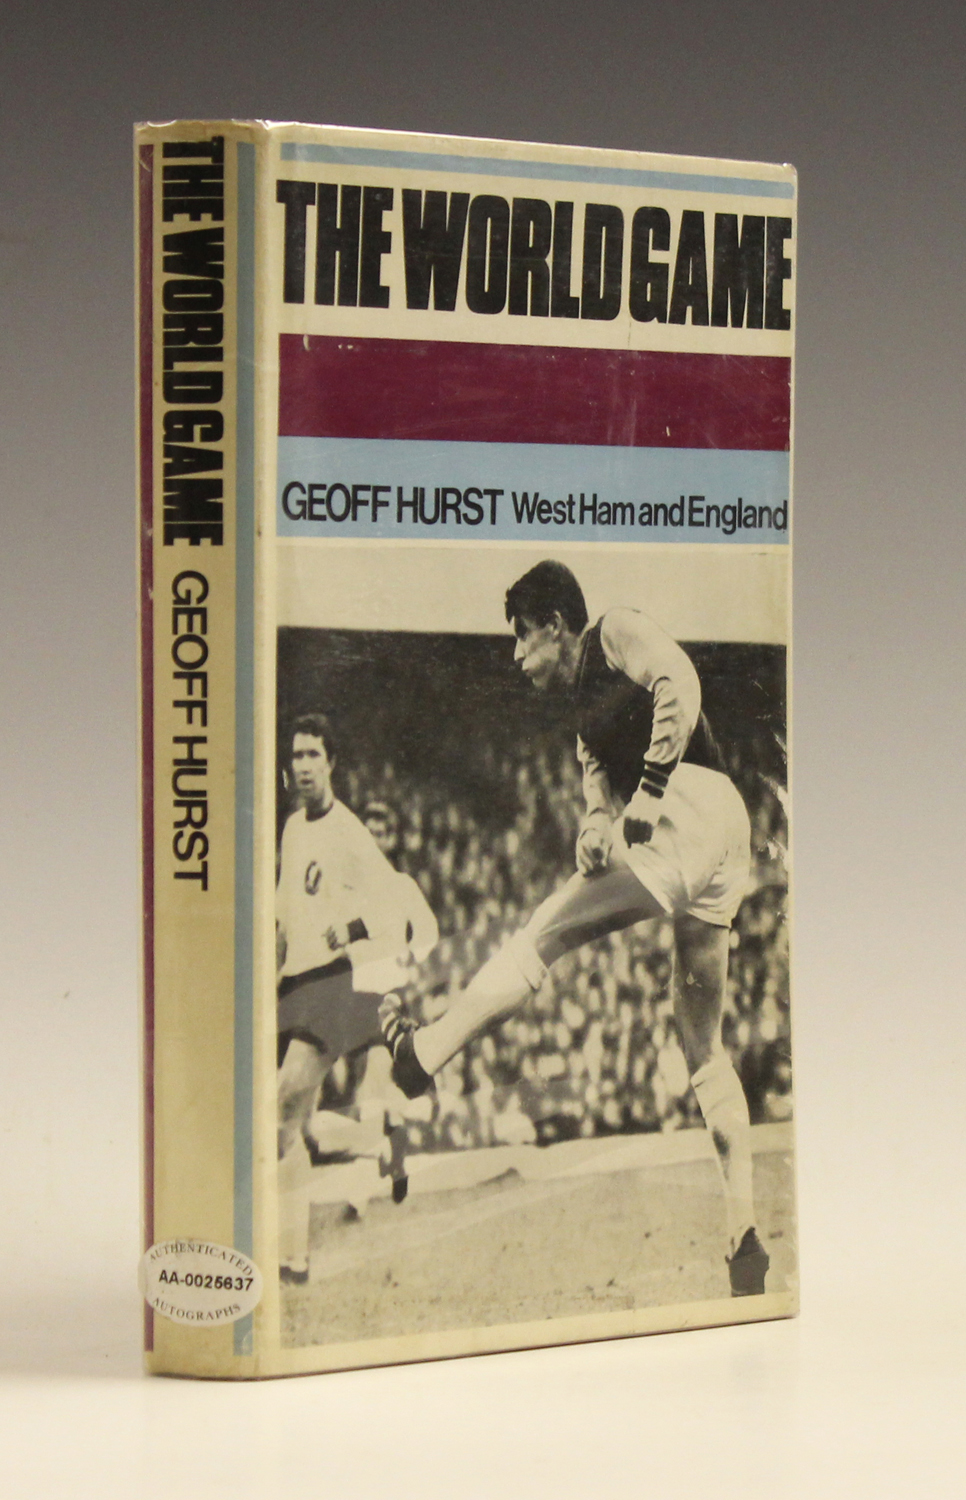 THE WORLD GAME
GEOFF HURST West Ham and England
THE WORLD GAME GEOFF HURST
AUTHENTICATED
AA-0025637
AUTOGRAPHS